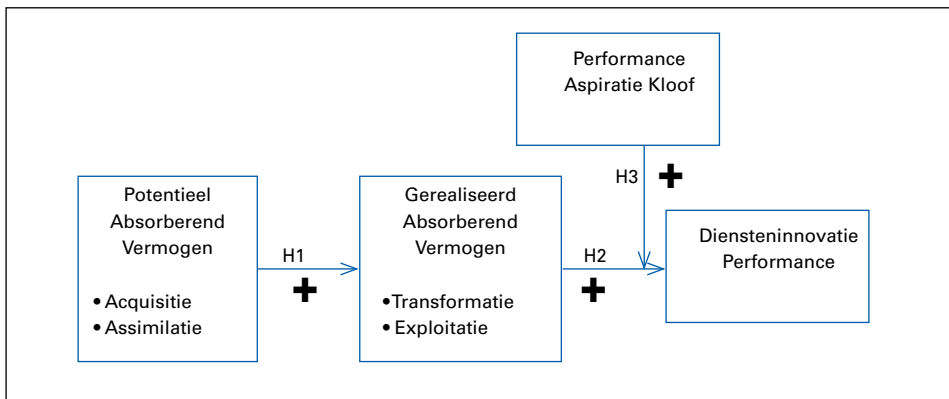 Performance
Aspiratie Kloof
H3 +
Potentieel
Absorberend
Vermogen
• Acquisitie
• Assimilatie
H1
+
Gerealiseerd
Absorberend
Vermogen
• Transformatie
• Exploitatie
H2
+
Diensteninnovatie
Performance